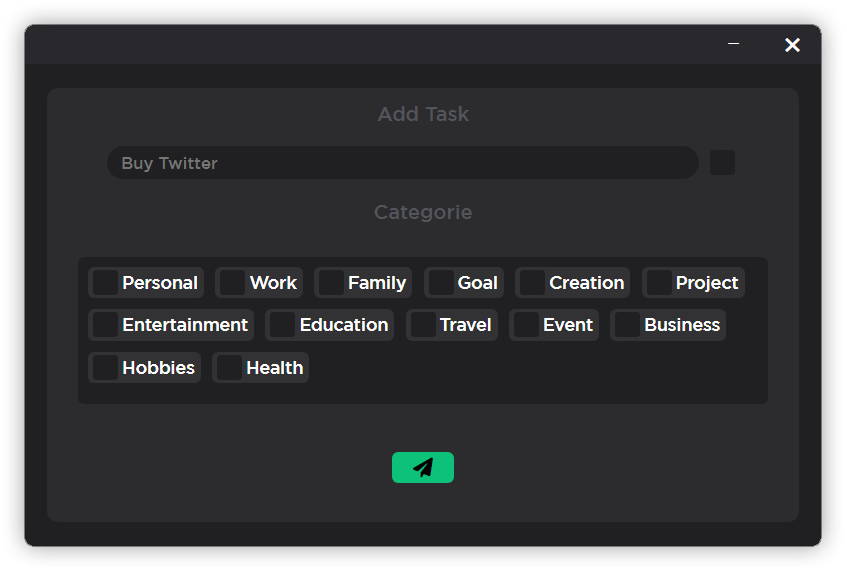 Add Task
Buy Twitter
Categorie
Personal Work Family Goal Creation Project
Entertainment Education Travel Event Business
Hobbies Health